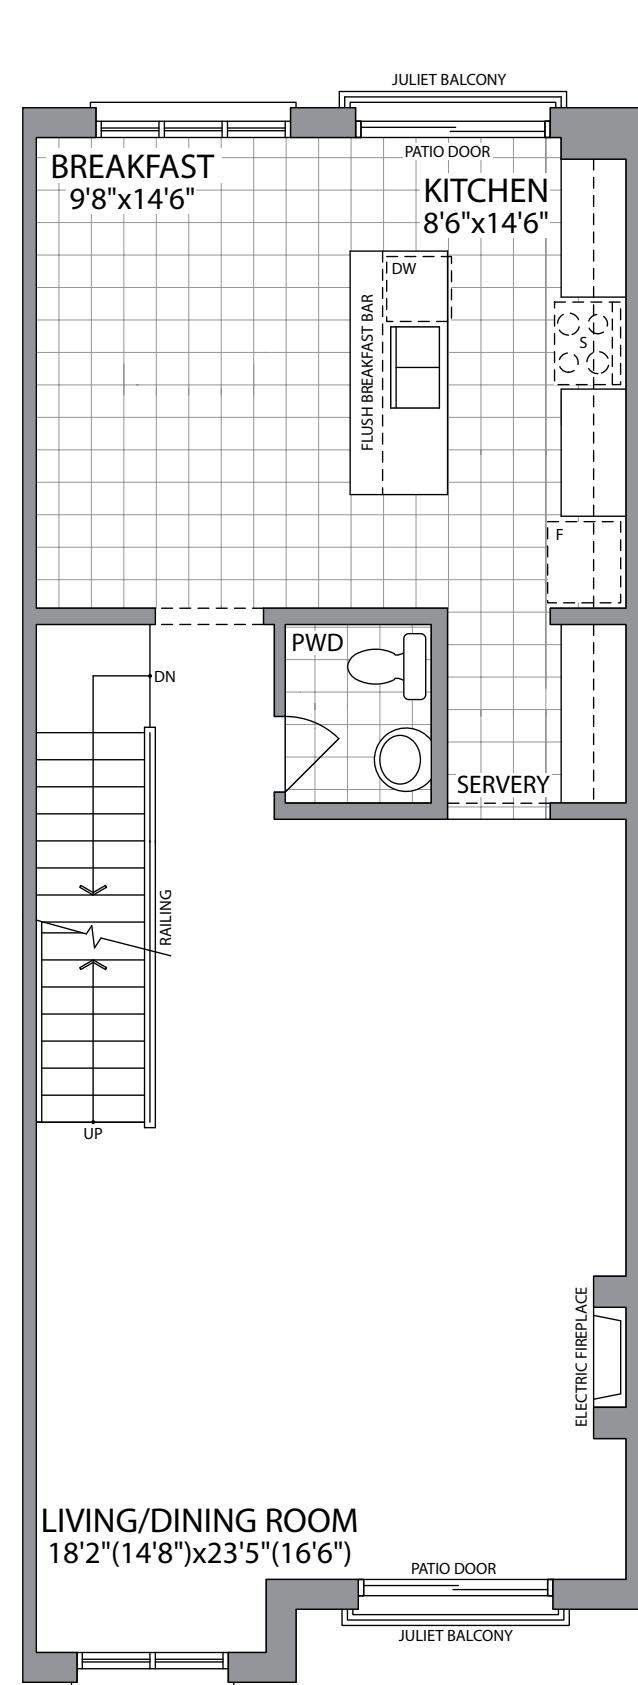 JULIET BALCONY
PATIO DOOR
BREAKFAST
9'8"x14'6"
KITCHEN
8'6"x14'6"
DW
FLUSH BREAKFAST BAR
S
F
PWD
DN
SERVERY
RAILING
UP
ELECTRIC FIREPLACE
LIVING/DINING ROOM
18'2"(14'8")x23'5"(16'6")
PATIO DOOR
JULIET BALCONY